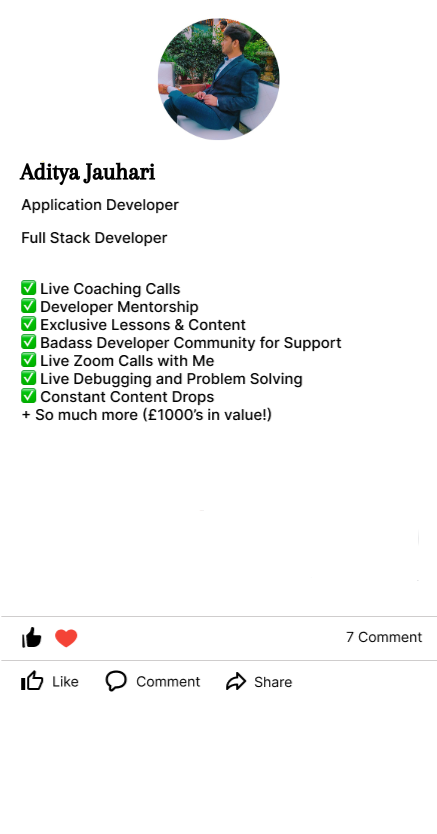 Aditya Jauhari
Application Developer
Full Stack Developer
✅ Live Coaching Calls
✅ Developer Mentorship
✅ Exclusive Lessons & Content
✅ Badass Developer Community for Support
✅ Live Zoom Calls with Me
✅ Live Debugging and Problem Solving
✅ Constant Content Drops
+ So much more (£1000’s in value!)
7 Comment
Like Comment Share